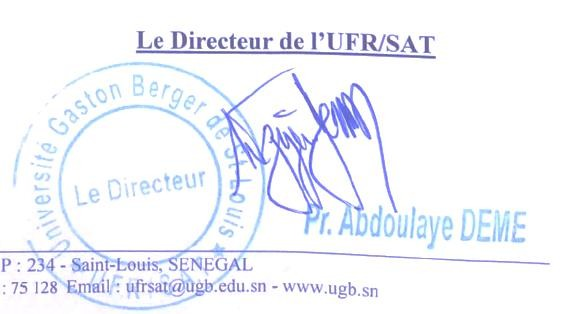 Le Directeur de l'UFR/SAT
Université Gaston Berger de St Louis
Le Directeur
Pr. Abdoulaye DEME
P : 234 - Saint-Louis, SENEGAL
: 75 128 Email : ufrsat@ugb.edu.sn - www.ugb.sn